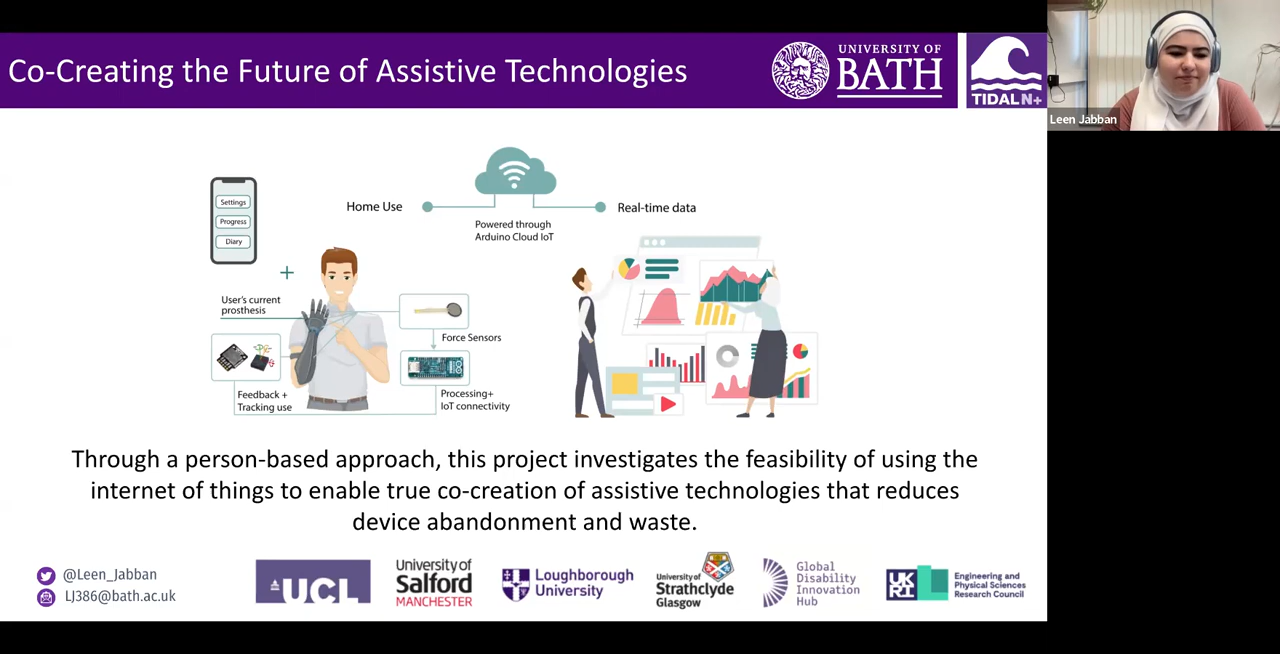 Co-Creating the Future of Assistive Technologies
UNIVERSITY OF
BATH
TIDAL N+
Leen Jabban
Settings
Progress
Diary
Home Use
Real-time data
Powered through
Arduino Cloud IoT
User's current
prosthesis
Force Sensors
Feedback +
Tracking use
Processing+
IoT connectivity
Through a person-based approach, this project investigates the feasibility of using the
internet of things to enable true co-creation of assistive technologies that reduces
device abandonment and waste.
@Leen_Jabban
LJ386@bath.ac.uk
UCL
University of
Salford
MANCHESTER
Loughborough
University
University of
Strathclyde
Glasgow
Global
Disability
Innovation
Hub
UK
RI
Engineering and
Physical Sciences
Research Council